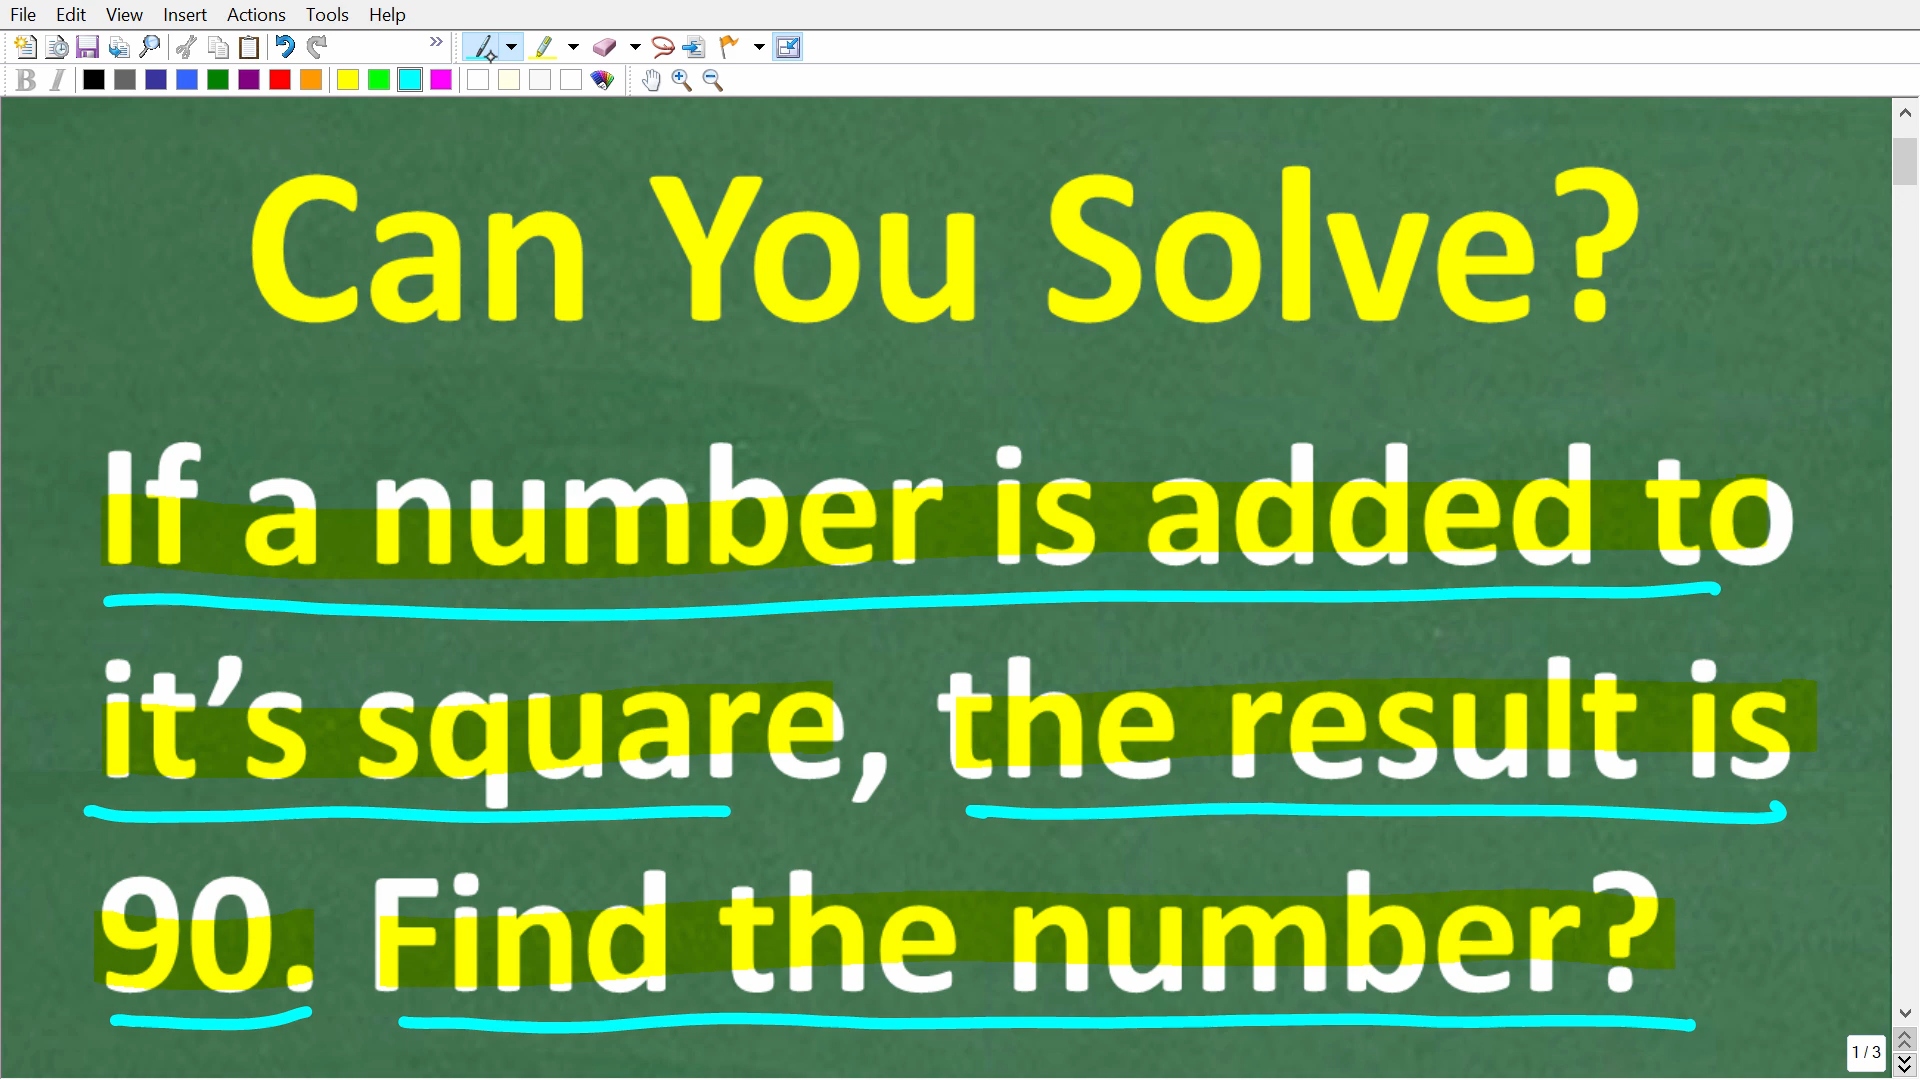 File Edit View Insert Actions Tools Help
B I
Can You Solve?
If a number is added to
it’s square, the result is
90. Find the number?
1 / 3